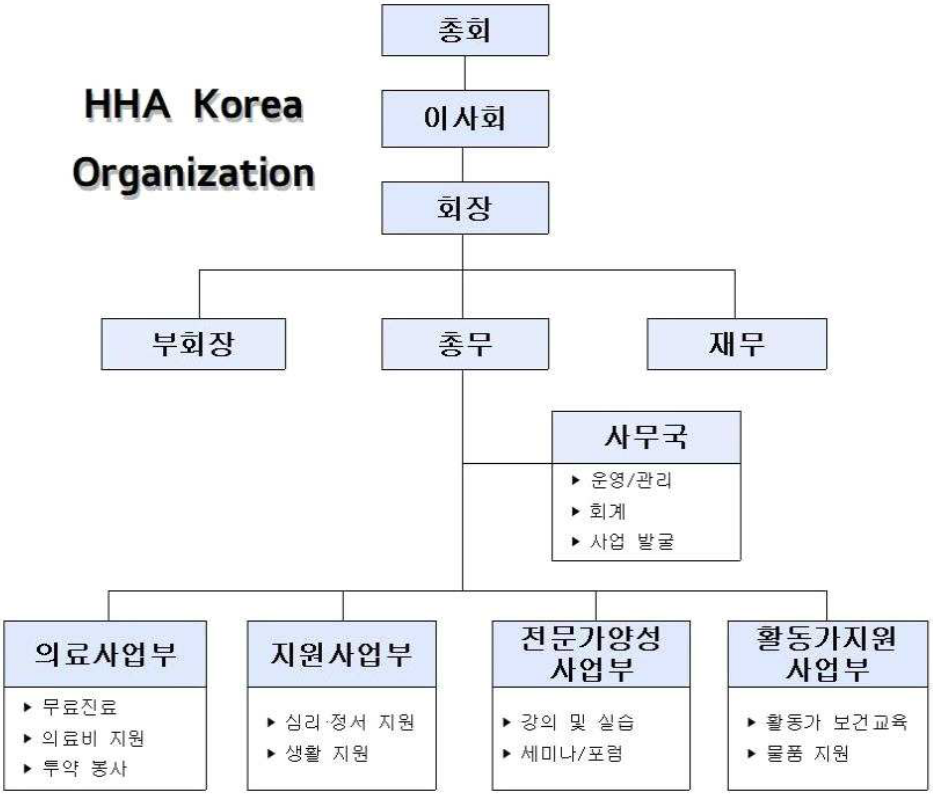 총회
HHA Korea
Organization
이사회
회장
부회장
총무
재무
사무국
▶ 운영/관리
▶ 회계
▶ 사업 발굴
의료사업부
▶ 무료진료
▶ 의료비 지원
▶ 투약 봉사
지원사업부
▶ 심리·정서 지원
▶ 생활 지원
전문가양성
사업부
▶ 강의 및 실습
▶ 세미나/포럼
활동가지원
사업부
▶ 활동가 보건교육
▶ 물품 지원